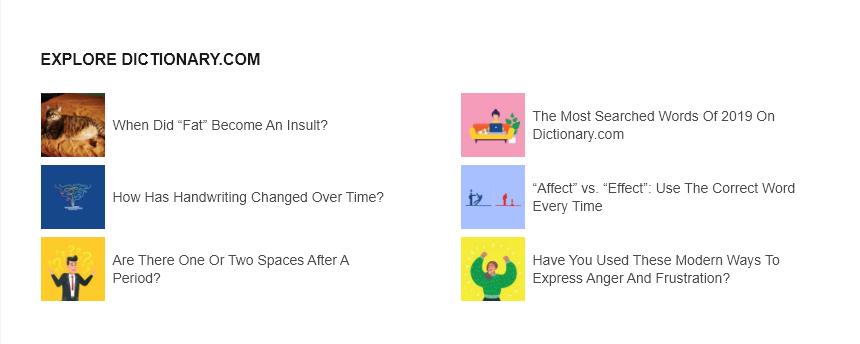 EXPLORE DICTIONARY.COM
When Did “Fat” Become An Insult?
How Has Handwriting Changed Over Time?
Are There One Or Two Spaces After A
Period?
The Most Searched Words Of 2019 On
Dictionary.com
“Affect” vs. “Effect”: Use The Correct Word
Every Time
Have You Used These Modern Ways To
Express Anger And Frustration?